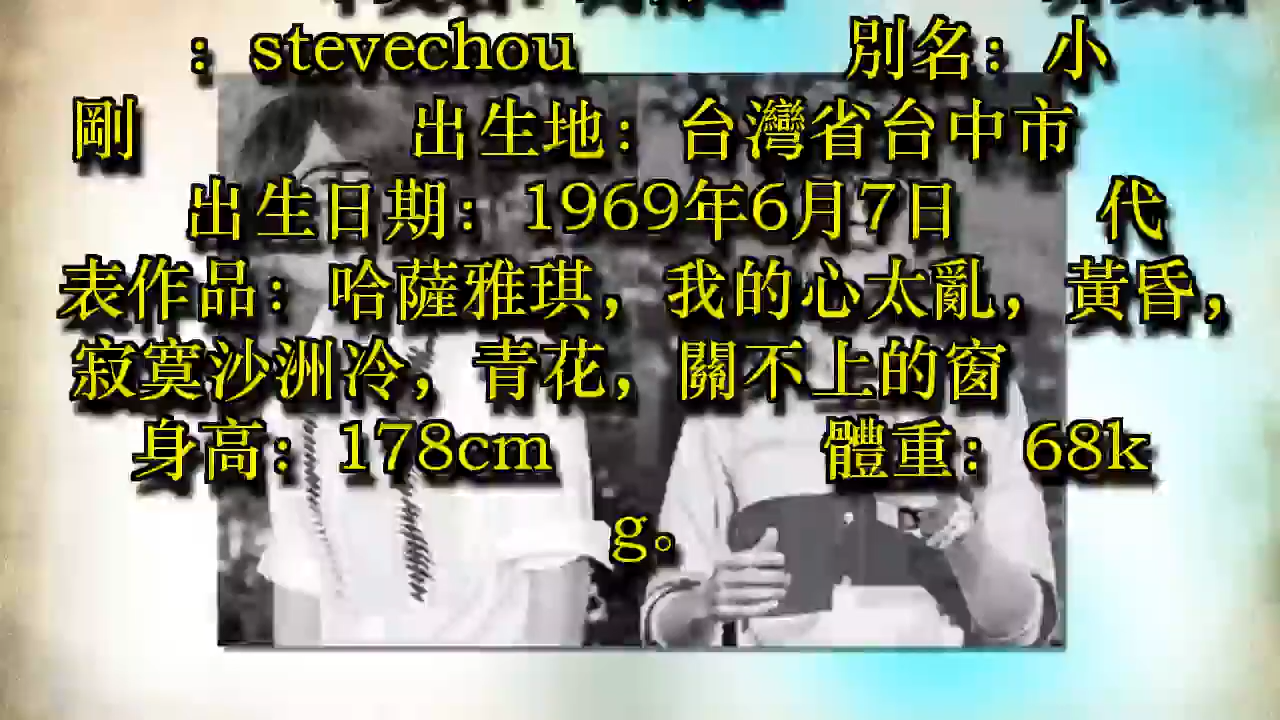 ：stevechou 別名：小
剛 出生地：台灣省台中市
出生日期：1969年6月7日 代
表作品：哈薩雅琪，我的心太亂，黃昏，
寂寞沙洲冷，青花，關不上的窗
身高：178cm 體重：68k
g。